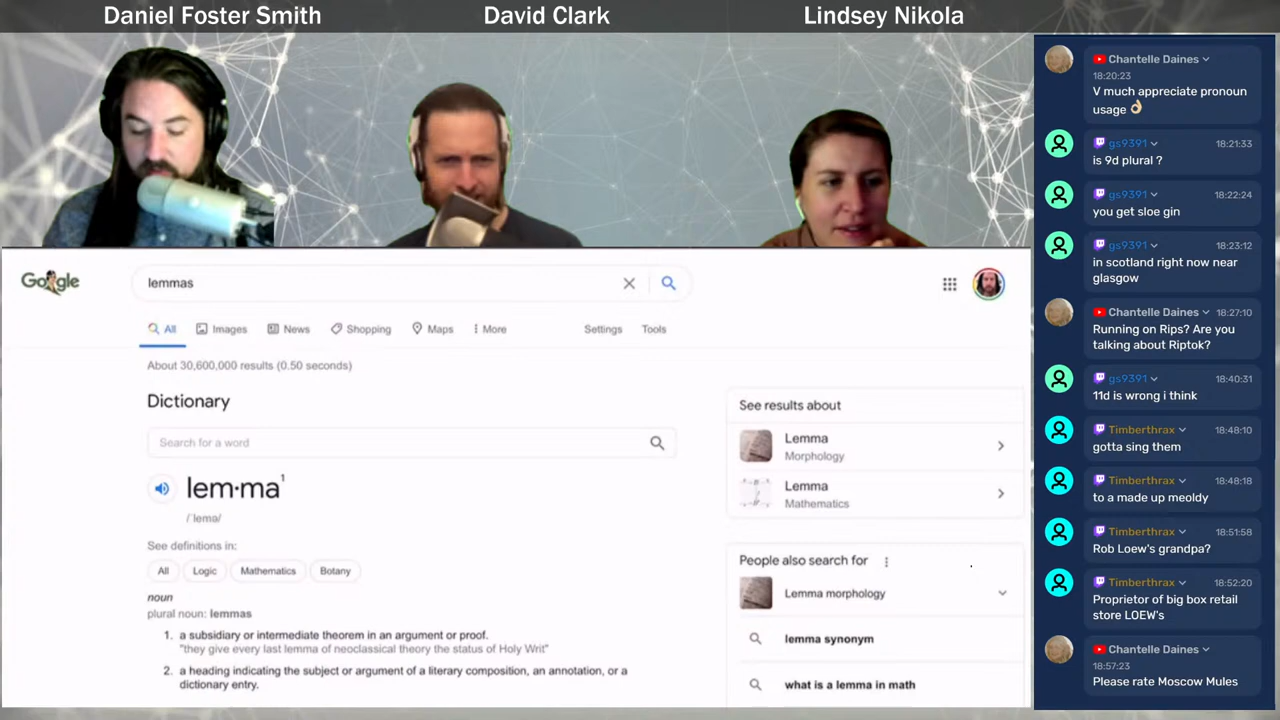 Daniel Foster Smith
David Clark
Lindsey Nikola
Google
lemmas
All
Images
News
Shopping
Maps
More
Settings
Tools
About 30,600,000 results (0.50 seconds)
Dictionary
Search for a word
lem·ma¹
/ˈlemə/
See definitions in:
All
Logic
Mathematics
Botany
noun
plural noun: lemmas
1. a subsidiary or intermediate theorem in an argument or proof.
"they give every last lemma of neoclassical theory the status of Holy Writ"
2. a heading indicating the subject or argument of a literary composition, an annotation, or a
dictionary entry.
See results about
Lemma
Morphology
Lemma
Mathematics
People also search for
Lemma morphology
lemma synonym
what is a lemma in math
Chantelle Daines
18:20:23
V much appreciate pronoun
usage 👌🏼
gs9391 18:21:33
is 9d plural ?
gs9391 18:22:24
you get sloe gin
gs9391 18:23:12
in scotland right now near
glasgow
Chantelle Daines
18:27:10
Running on Rips? Are you
talking about Riptok?
gs9391 18:40:31
11d is wrong i think
Timberthrax 18:48:10
gotta sing them
Timberthrax 18:48:18
to a made up meoldy
Timberthrax 18:51:58
Rob Loew's grandpa?
Timberthrax 18:52:20
Proprietor of big box retail
store LOEW's
Chantelle Daines
18:57:23
Please rate Moscow Mules